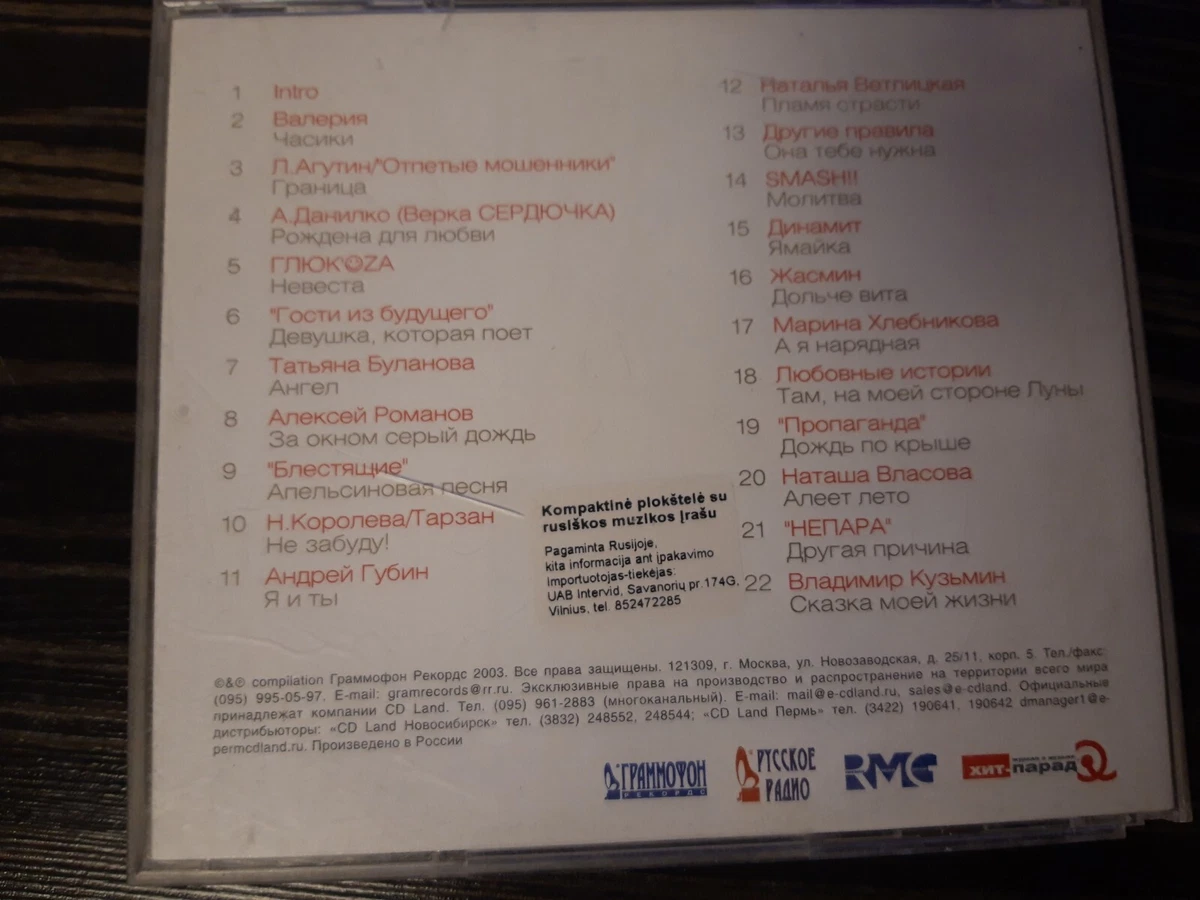 1 Intro
2 Валерия
Часики
3 Л.Агутин/"Отпетые мошенники"
Граница
4 А.Данилко (Верка СЕРДЮЧКА)
Рождена для любви
5 ГЛЮК'OZA
Невеста
6 "Гости из будущего"
Девушка, которая поет
7 Татьяна Буланова
Ангел
8 Алексей Романов
За окном серый дождь
9 "Блестящие"
Апельсиновая песня
10 Н.Королева/Тарзан
Не забуду!
11 Андрей Губин
Я и ты
12 Наталья Ветлицкая
Пламя страсти
13 Другие правила
Она тебе нужна
14 SMASH!!
Молитва
15 Динамит
Ямайка
16 Жасмин
Дольче вита
17 Марина Хлебникова
А я нарядная
18 Любовные истории
Там, на моей стороне Луны
19 "Пропаганда"
Дождь по крыше
20 Наташа Власова
Алеет лето
21 "НЕПАРА"
Другая причина
22 Владимир Кузьмин
Сказка моей жизни
Kompaktinė plokštelė su
rusiškos muzikos įrašu
Pagaminta Rusijoje,
kita informacija ant įpakavimo
Importuotojas-tiekėjas:
UAB Intervid, Savanorių pr.174G,
Vilnius, tel. 852472285
©&℗ compilation Граммофон Рекордс 2003. Все права защищены, 121309, г. Москва, ул. Новозаводская, д. 25/11, корп. 5. Тел./факс:
(095) 995-05-97. E-mail: gramrecords@rr.ru. Эксклюзивные права на производство и распространение на территории всего мира
принадлежат компании CD Land. Тел. (095) 961-2883 (многоканальный). E-mail: mail@e-cdland.ru, sales@e-cdland. Официальные
дистрибьюторы: «CD Land Новосибирск» тел. (3832) 248552, 248544; «CD Land Пермь» тел. (3422) 190641, 190642 dmanager1@e-
permcdland.ru. Произведено в России
ГРАММОФОН
РЕКОРДС
РУССКОЕ
РАДИО
RMG
ХИТ-парад